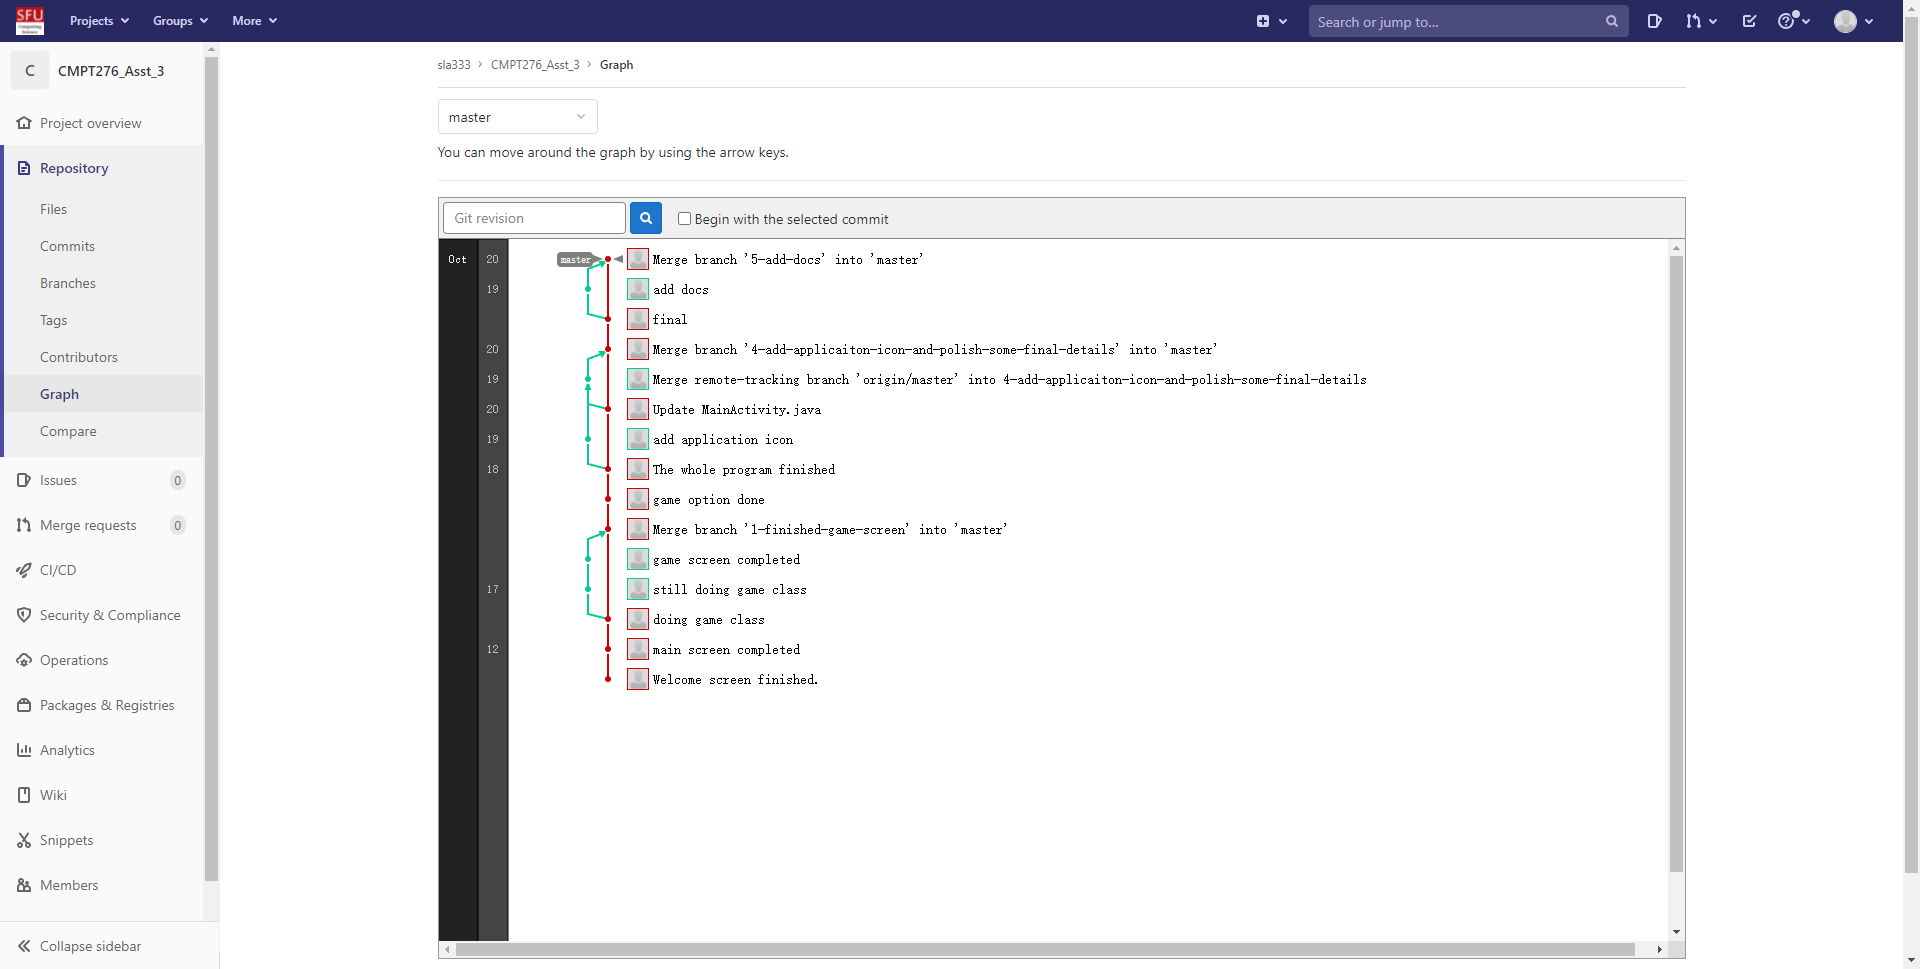 SFU
Projects
Groups
More
Search or jump to...
C
CMPT276_Asst_3
Project overview
Repository
Files
Commits
Branches
Tags
Contributors
Graph
Compare
Issues 0
Merge requests 0
CI/CD
Security & Compliance
Operations
Packages & Registries
Analytics
Wiki
Snippets
Members
Collapse sidebar
sla333 › CMPT276_Asst_3 › Graph
master
You can move around the graph by using the arrow keys.
Git revision
Begin with the selected commit
Oct 20 master Merge branch '5-add-docs' into 'master'
19 add docs
final
20 Merge branch '4-add-applicaiton-icon-and-polish-some-final-details' into 'master'
19 Merge remote-tracking branch 'origin/master' into 4-add-applicaiton-icon-and-polish-some-final-details
20 Update MainActivity.java
19 add application icon
18 The whole program finished
game option done
Merge branch '1-finished-game-screen' into 'master'
game screen completed
17 still doing game class
doing game class
12 main screen completed
Welcome screen finished.